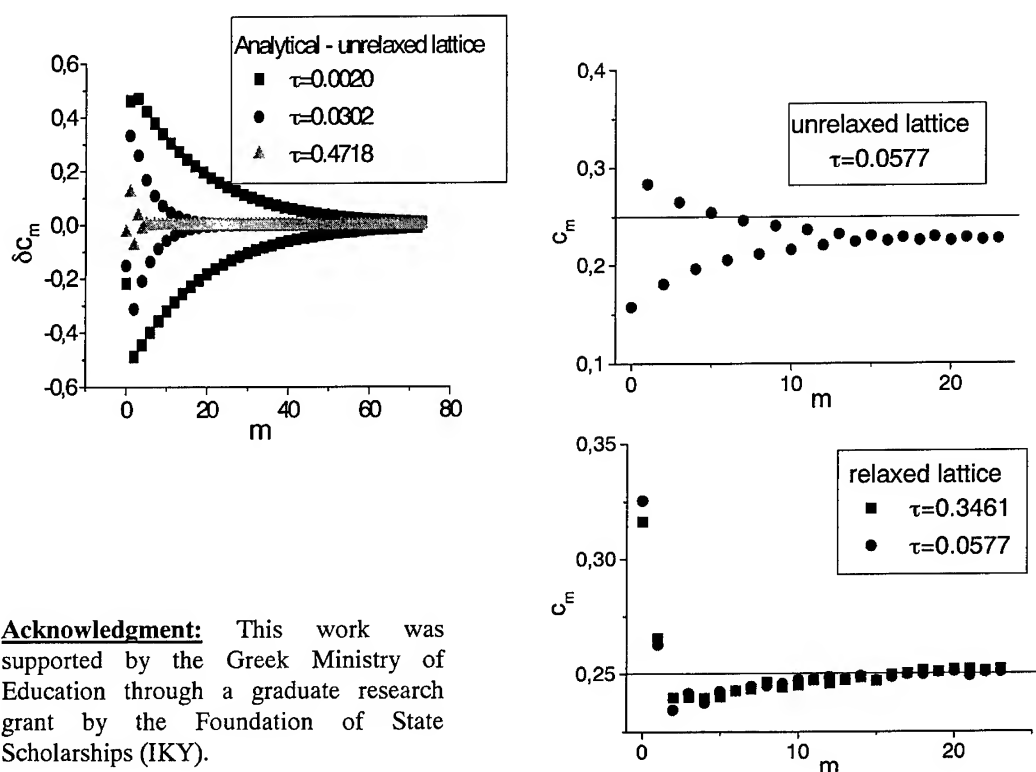 Analytical - unrelaxed lattice
τ=0.0020
τ=0.0302
τ=0.4718
0,6
0,4
0,2
0,0
-0,2
-0,4
-0,6
δcm
0 20 40 60 80
m
unrelaxed lattice
τ=0.0577
0,4
0,3
0,2
0,1
cm
0 10 20
m
relaxed lattice
τ=0.3461
τ=0.0577
0,35
0,30
0,25
cm
0 10 20
m
Acknowledgment: This work was
supported by the Greek Ministry of
Education through a graduate research
grant by the Foundation of State
Scholarships (IKY).